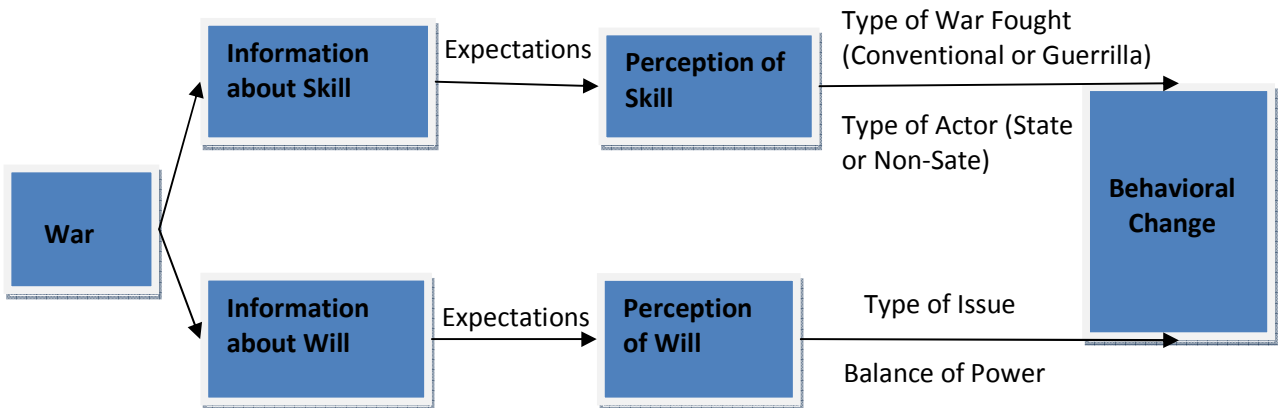 War
Information
about Skill
Expectations
Perception of
Skill
Type of War Fought
(Conventional or Guerrilla)
Type of Actor (State
or Non-Sate)
Information
about Will
Expectations
Perception
of Will
Type of Issue
Balance of Power
Behavioral
Change